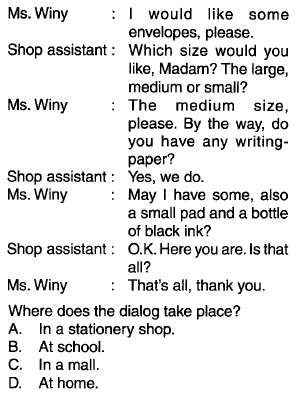 Ms. Winy : I would like some
envelopes, please.
Shop assistant : Which size would you
like, Madam? The large,
medium or small?
Ms. Winy : The medium size,
please. By the way, do
you have any writing-
paper?
Shop assistant : Yes, we do.
Ms. Winy : May I have some, also
a small pad and a bottle
of black ink?
Shop assistant : O.K. Here you are. Is that
all?
Ms. Winy : That's all, thank you.
Where does the dialog take place?
A. In a stationery shop.
B. At school.
C. In a mall.
D. At home.